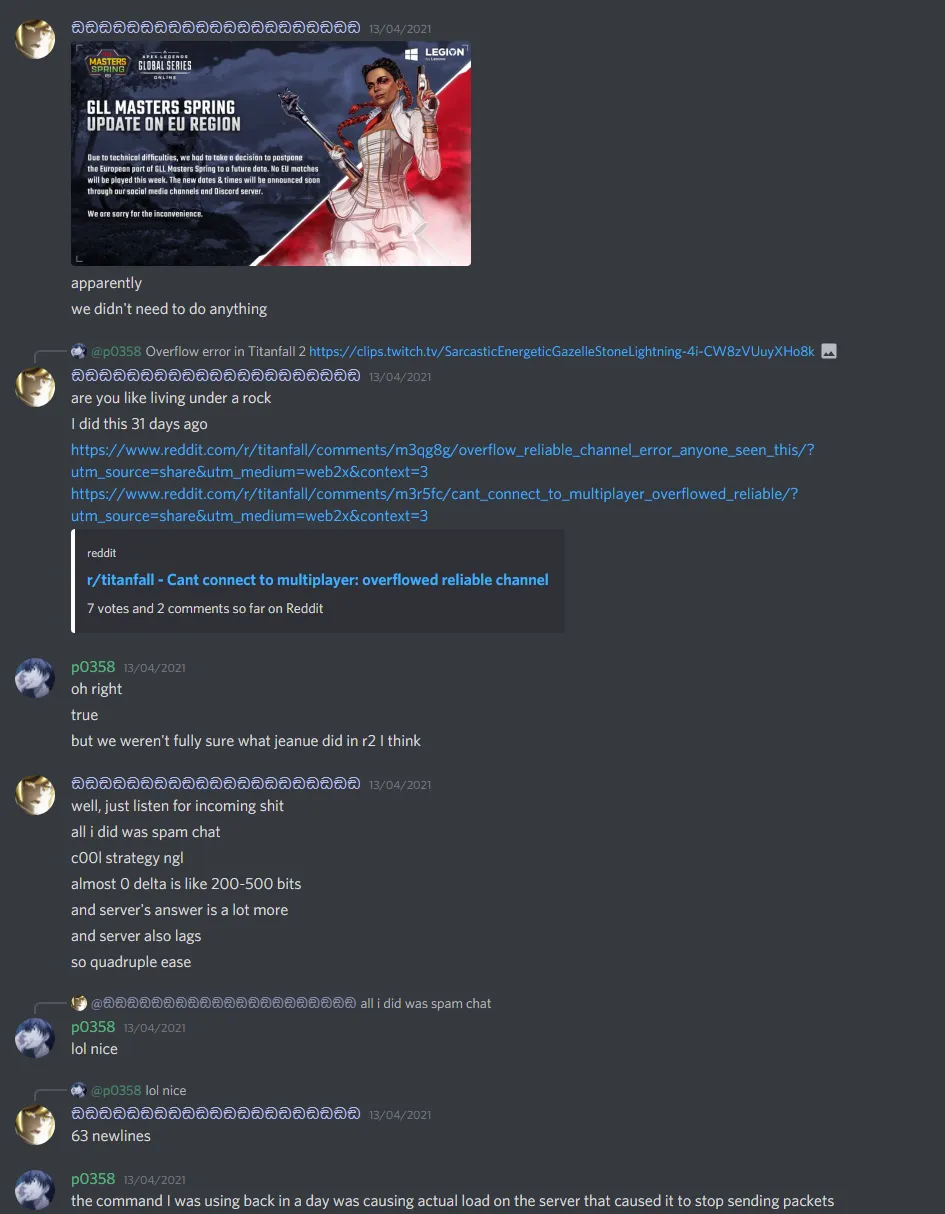 ඞඞඞඞඞඞඞඞඞඞඞඞඞඞඞඞඞඞඞඞඞ 13/04/2021
MASTERS SPRING
APEX LEGENDS
GLOBAL SERIES
ONLINE
LEGION
by Lenovo
GLL MASTERS SPRING
UPDATE ON EU REGION
Due to technical difficulties, we had to take a decision to postpone
the European part of GLL Masters Spring to a future date. No EU matches
will be played this week. The new dates & times will be announced soon
through our social media channels and Discord server.
We are sorry for the inconvenience.
apparently
we didn't need to do anything
@p0358 Overflow error in Titanfall 2 https://clips.twitch.tv/SarcasticEnergeticGazelleStoneLightning-4i-CW8zVUuyXHo8k
ඞඞඞඞඞඞඞඞඞඞඞඞඞඞඞඞඞඞඞඞඞ 13/04/2021
are you like living under a rock
I did this 31 days ago
https://www.reddit.com/r/titanfall/comments/m3qg8g/overflow_reliable_channel_error_anyone_seen_this/?
utm_source=share&utm_medium=web2x&context=3
https://www.reddit.com/r/titanfall/comments/m3r5fc/cant_connect_to_multiplayer_overflowed_reliable/?
utm_source=share&utm_medium=web2x&context=3
reddit
r/titanfall - Cant connect to multiplayer: overflowed reliable channel
7 votes and 2 comments so far on Reddit
p0358 13/04/2021
oh right
true
but we weren't fully sure what jeanue did in r2 I think
ඞඞඞඞඞඞඞඞඞඞඞඞඞඞඞඞඞඞඞඞඞ 13/04/2021
well, just listen for incoming shit
all i did was spam chat
c00l strategy ngl
almost 0 delta is like 200-500 bits
and server's answer is a lot more
and server also lags
so quadruple ease
@ඞඞඞඞඞඞඞඞඞඞඞඞඞඞඞඞඞඞඞඞඞ all i did was spam chat
p0358 13/04/2021
lol nice
@p0358 lol nice
ඞඞඞඞඞඞඞඞඞඞඞඞඞඞඞඞඞඞඞඞඞ 13/04/2021
63 newlines
p0358 13/04/2021
the command I was using back in a day was causing actual load on the server that caused it to stop sending packets